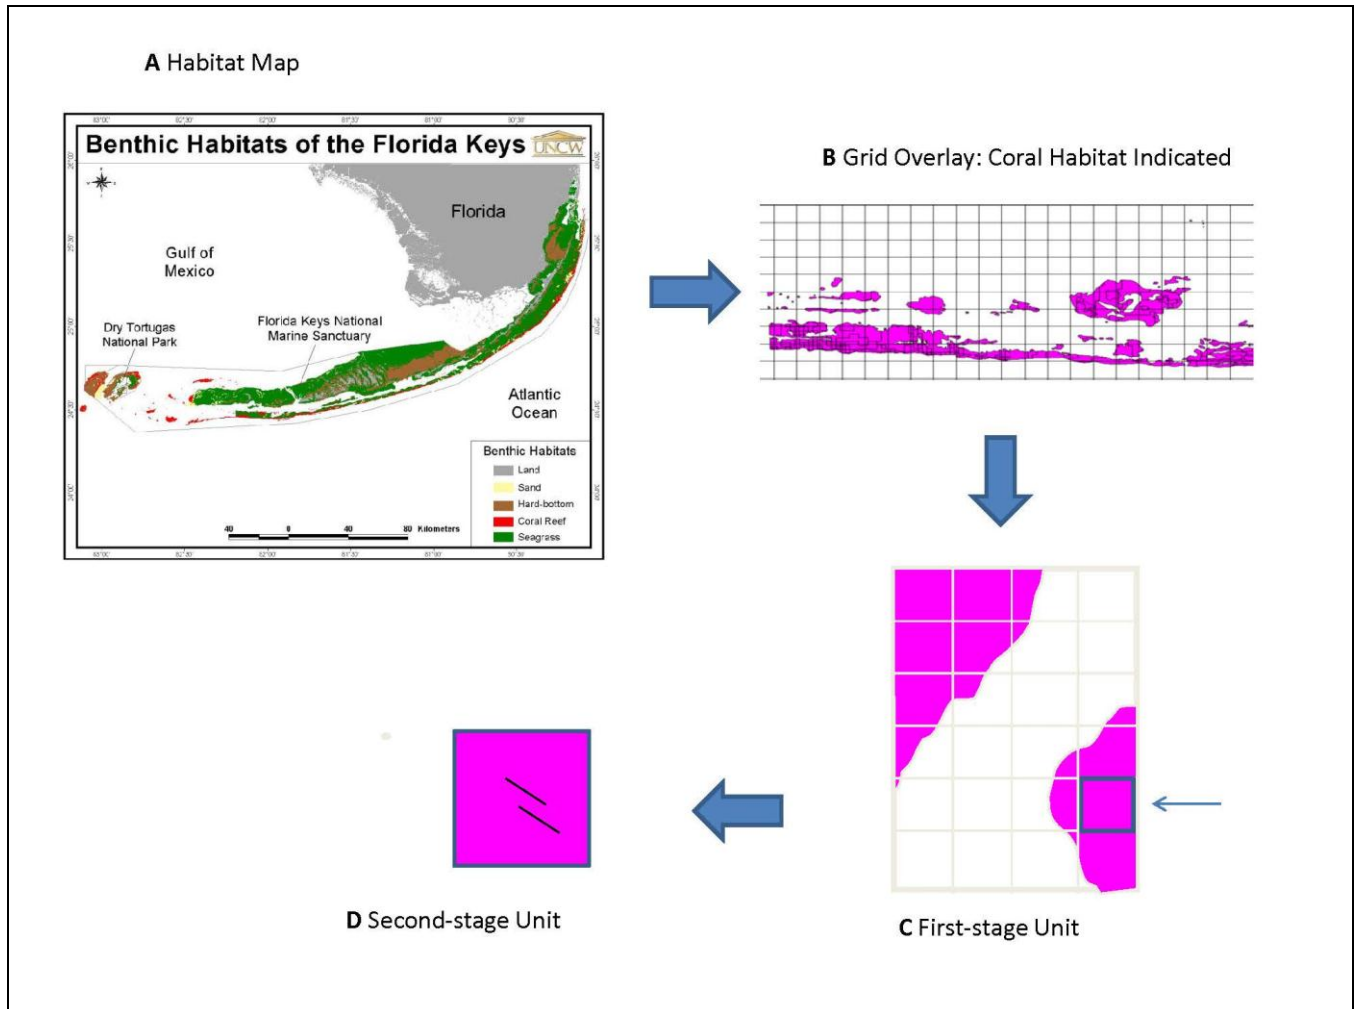 A Habitat Map
Benthic Habitats of the Florida Keys
UNCW
Florida
Gulf of
Mexico
Dry Tortugas
National Park
Florida Keys National
Marine Sanctuary
Atlantic
Ocean
Benthic Habitats
Land
Sand
Hard-bottom
Coral Reef
Seagrass
40 0 40 80 Kilometers
B Grid Overlay: Coral Habitat Indicated
D Second-stage Unit
C First-stage Unit